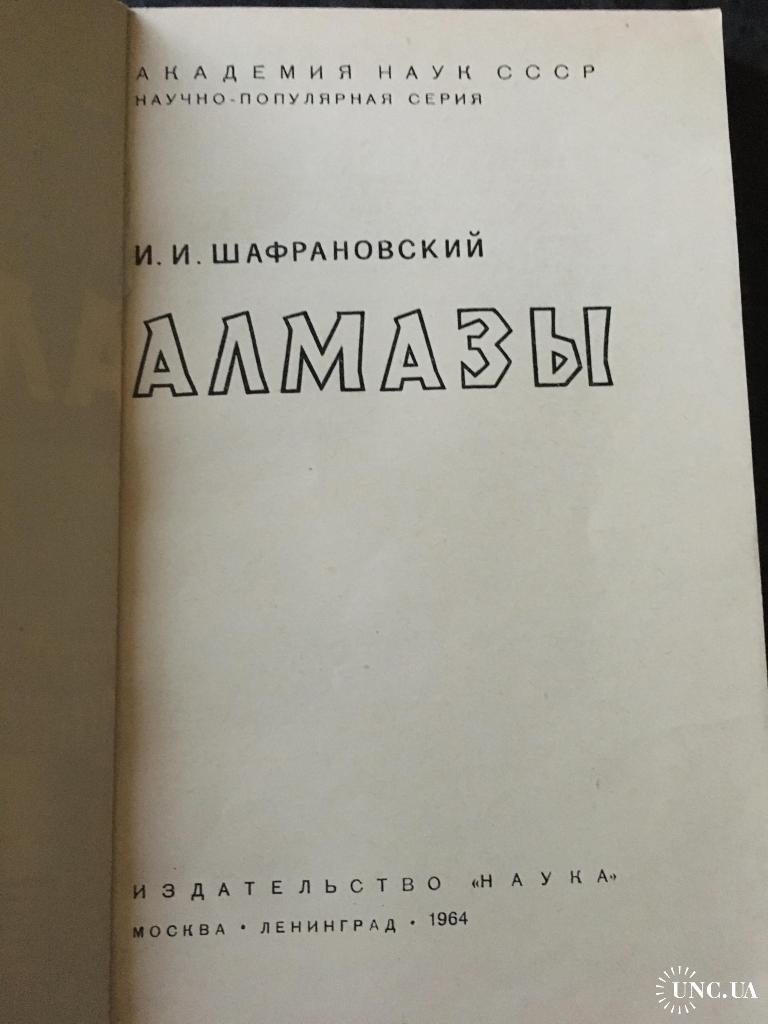 АКАДЕМИЯ НАУК СССР
НАУЧНО-ПОПУЛЯРНАЯ СЕРИЯ
И. И. ШАФРАНОВСКИЙ
АЛМАЗЫ
ИЗДАТЕЛЬСТВО «НАУКА»
МОСКВА • ЛЕНИНГРАД • 1964
UNC.UA